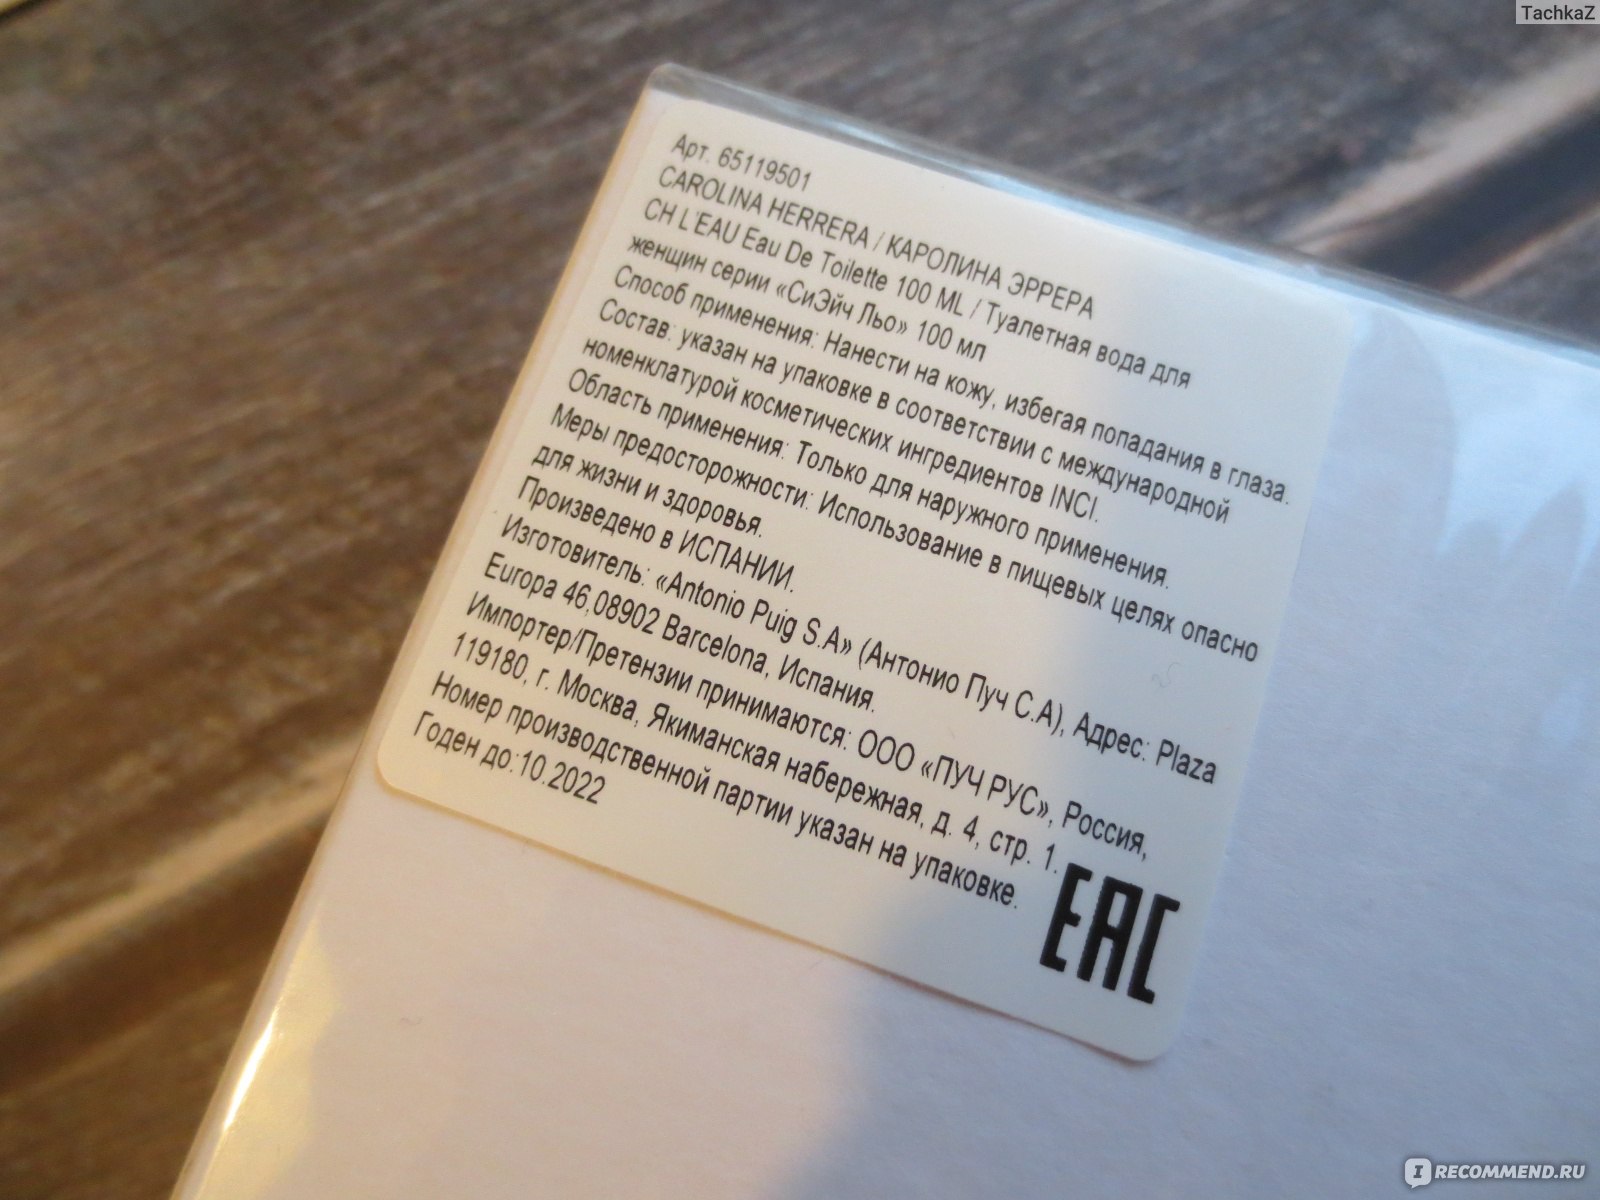 TachkaZ
Арт. 65119501
CAROLINA HERRERA / КАРОЛИНА ЭРРЕРА
CH L'EAU Eau De Toilette 100 ML / Туалетная вода для
женщин серии «СиЭйч Льо» 100 мл
Способ применения: Нанести на кожу, избегая попадания в глаза.
Состав: указан на упаковке в соответствии с международной
номенклатурой косметических ингредиентов INCI.
Область применения: Только для наружного применения.
Меры предосторожности: Использование в пищевых целях опасно
для жизни и здоровья.
Произведено в ИСПАНИИ.
Изготовитель: «Antonio Puig S.A» (Антонио Пуч С.А), Адрес: Plaza
Europa 46,08902 Barcelona, Испания.
Импортер/Претензии принимаются: ООО «ПУЧ РУС», Россия,
119180, г. Москва, Якиманская набережная, д. 4, стр. 1.
Номер производственной партии указан на упаковке.
Годен до:10.2022
EAC
IRECOMMEND.RU